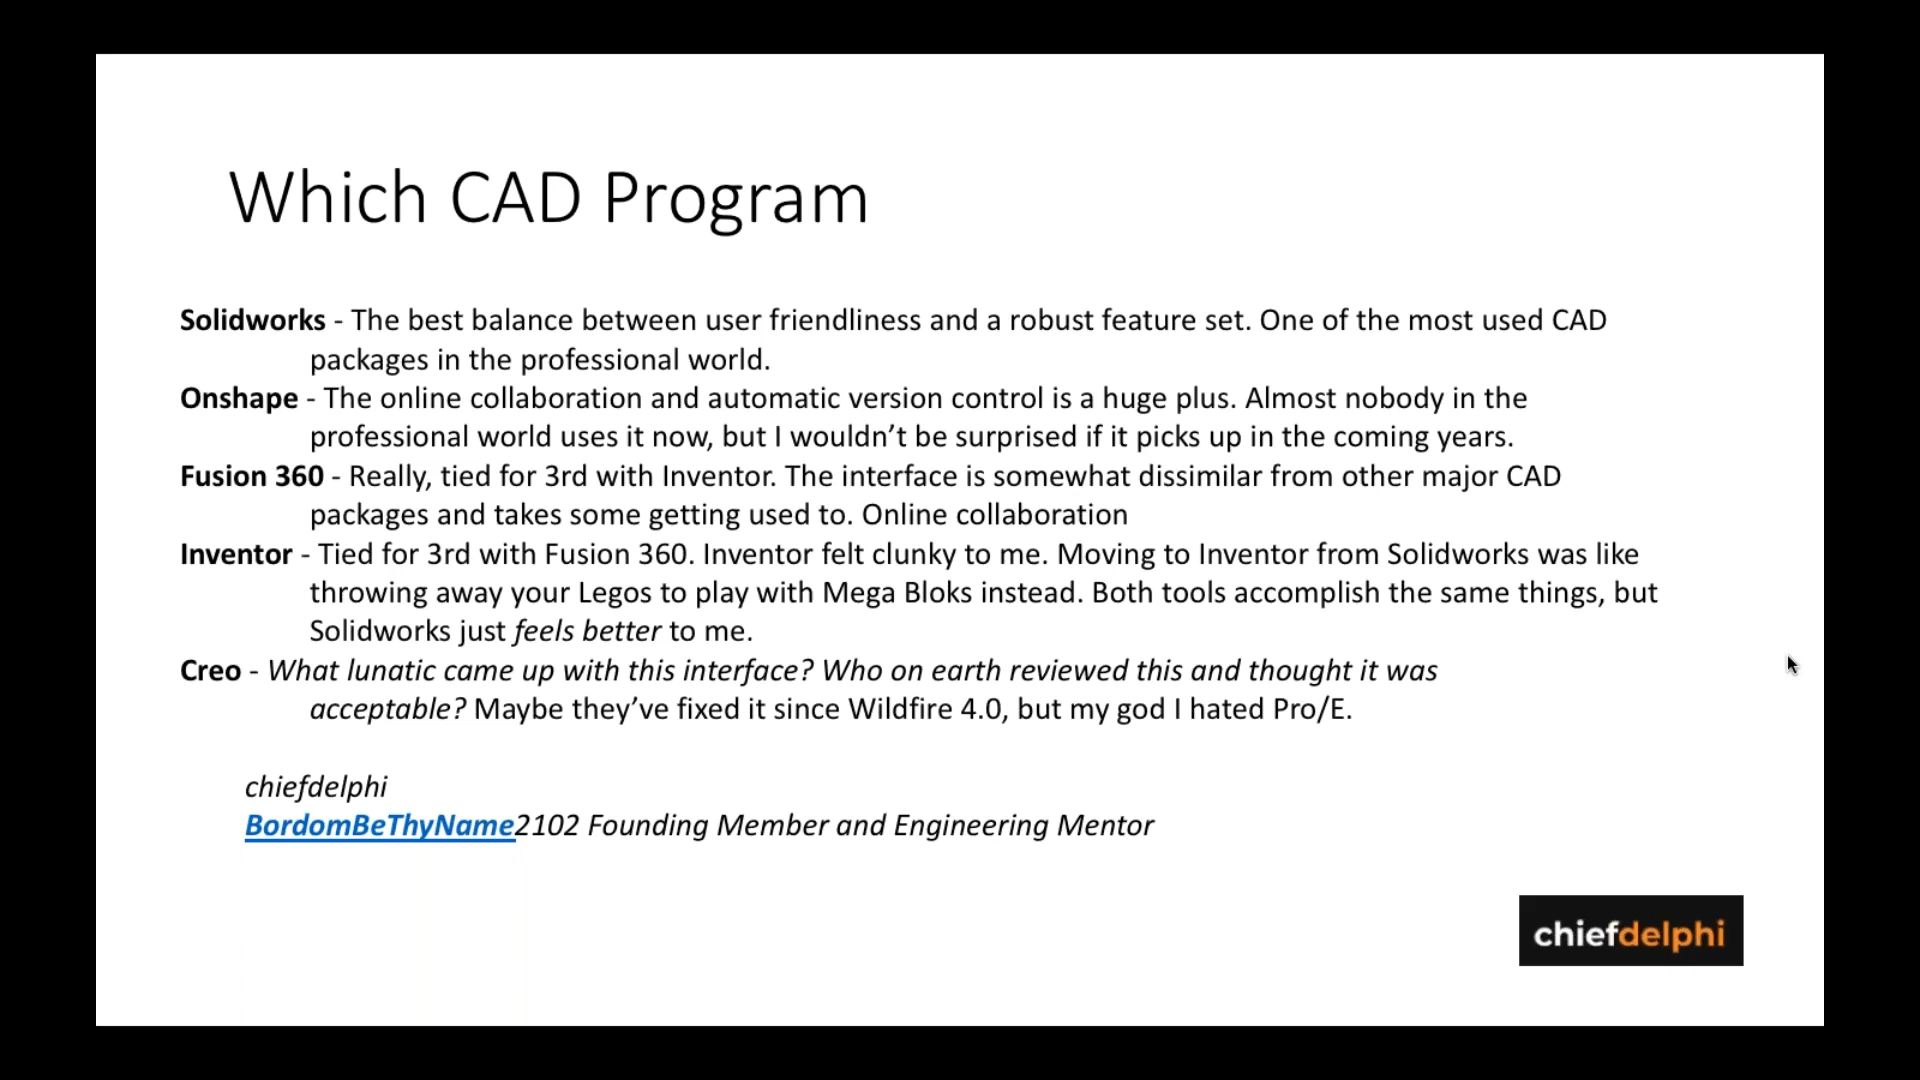 Which CAD Program
Solidworks - The best balance between user friendliness and a robust feature set. One of the most used CAD
packages in the professional world.
Onshape - The online collaboration and automatic version control is a huge plus. Almost nobody in the
professional world uses it now, but I wouldn’t be surprised if it picks up in the coming years.
Fusion 360 - Really, tied for 3rd with Inventor. The interface is somewhat dissimilar from other major CAD
packages and takes some getting used to. Online collaboration
Inventor - Tied for 3rd with Fusion 360. Inventor felt clunky to me. Moving to Inventor from Solidworks was like
throwing away your Legos to play with Mega Bloks instead. Both tools accomplish the same things, but
Solidworks just feels better to me.
Creo - What lunatic came up with this interface? Who on earth reviewed this and thought it was
acceptable? Maybe they’ve fixed it since Wildfire 4.0, but my god I hated Pro/E.
chiefdelphi
BordomBeThyName2102 Founding Member and Engineering Mentor
chiefdelphi